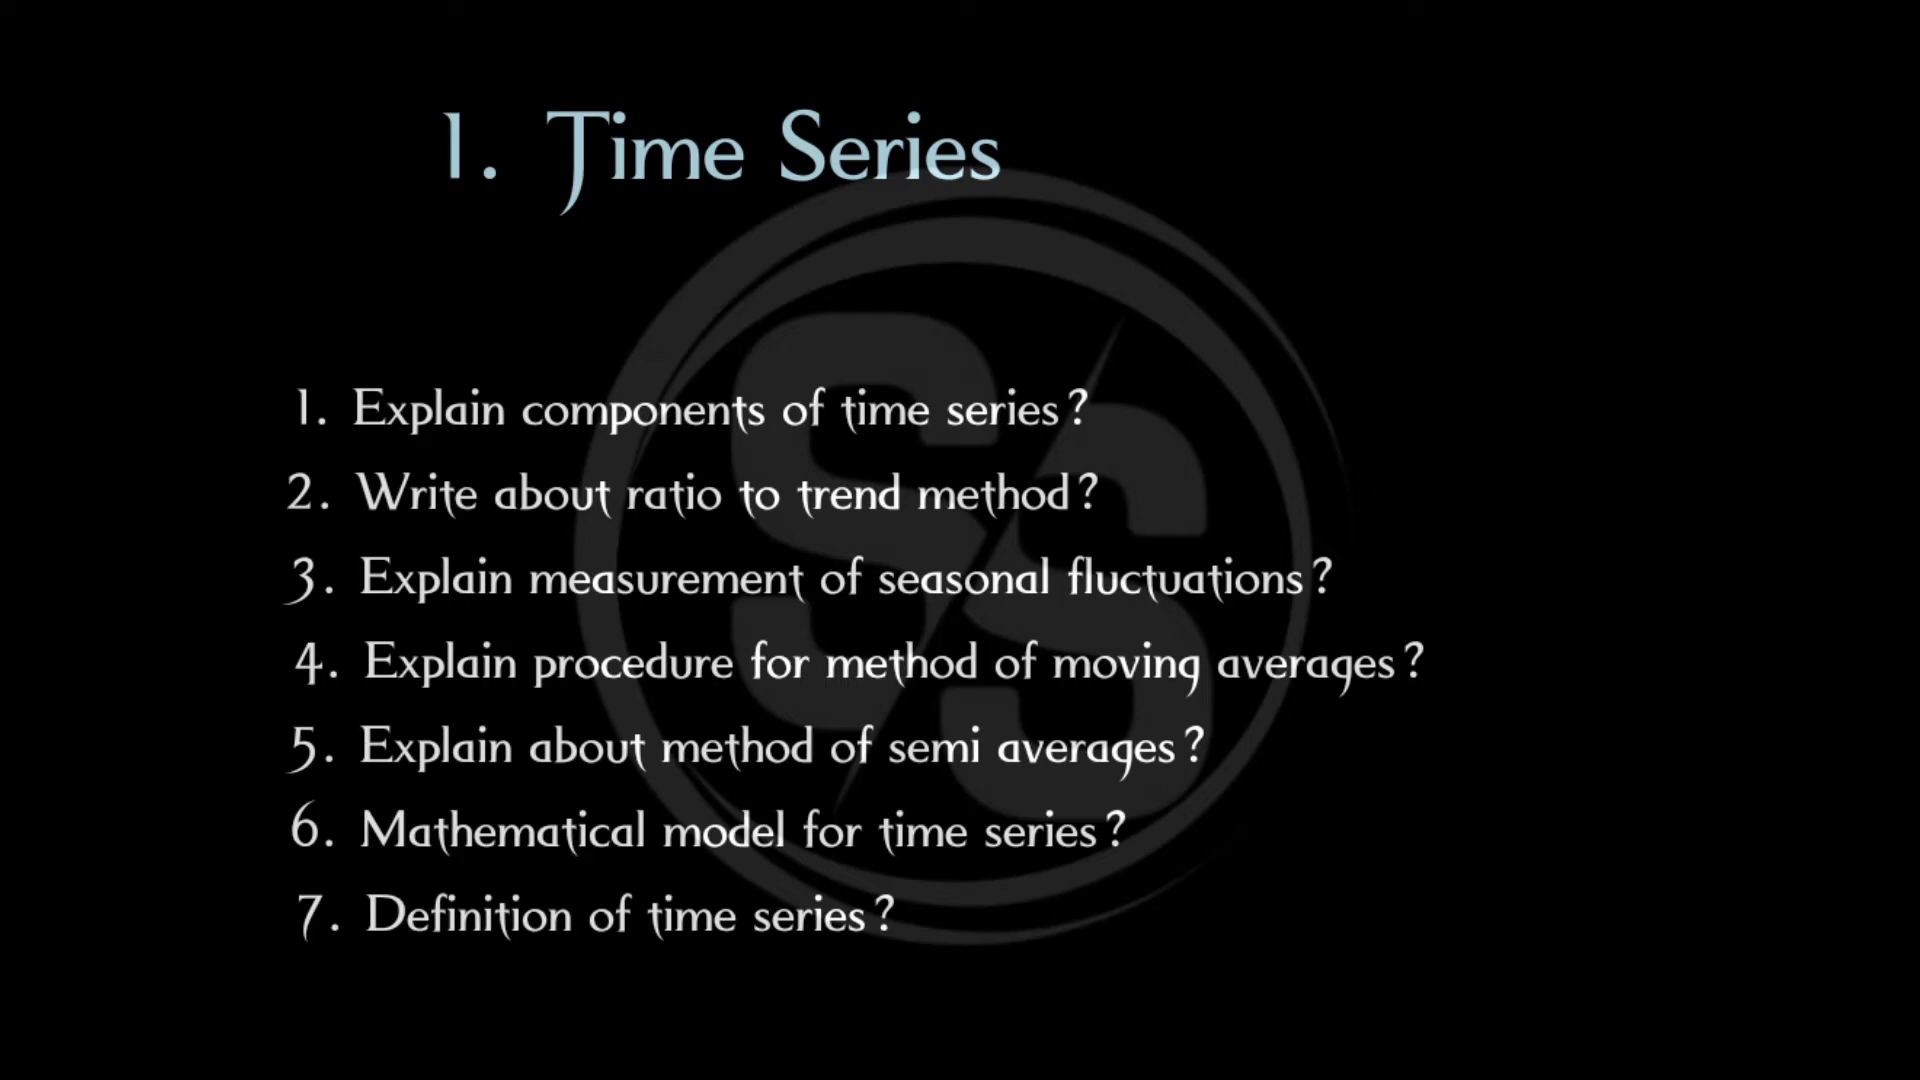 1. Time Series
SS
1. Explain components of time series?
2. Write about ratio to trend method?
3. Explain measurement of seasonal fluctuations?
4. Explain procedure for method of moving averages?
5. Explain about method of semi averages?
6. Mathematical model for time series?
7. Definition of time series?